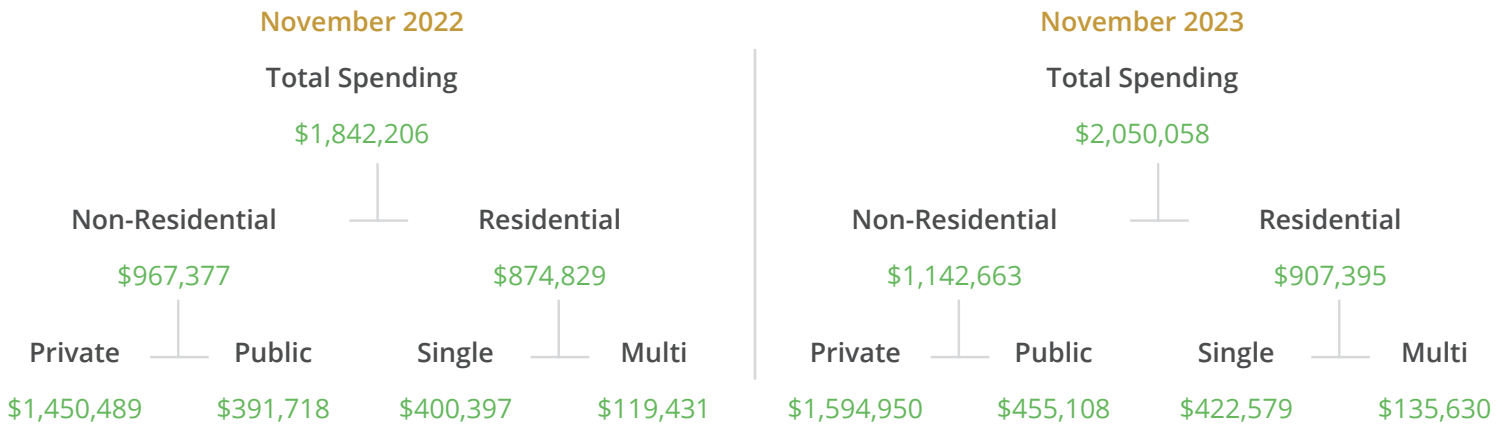 November 2022
Total Spending
$1,842,206
Non-Residential
Residential
$967,377
$874,829
Private
Public
Single
Multi
$1,450,489
$391,718
$400,397
$119,431
November 2023
Total Spending
$2,050,058
Non-Residential
Residential
$1,142,663
$907,395
Private
Public
Single
Multi
$1,594,950
$455,108
$422,579
$135,630